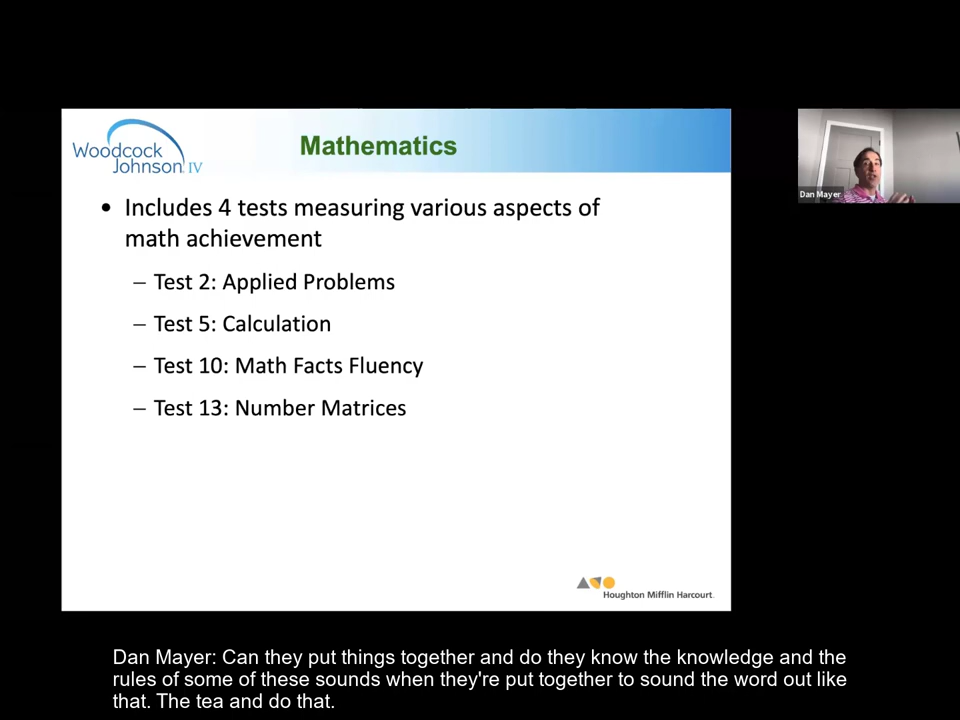 Woodcock
Johnson IV
Mathematics
• Includes 4 tests measuring various aspects of
math achievement
– Test 2: Applied Problems
– Test 5: Calculation
– Test 10: Math Facts Fluency
– Test 13: Number Matrices
Houghton Mifflin Harcourt
Dan Mayer
Dan Mayer: Can they put things together and do they know the knowledge and the
rules of some of these sounds when they're put together to sound the word out like
that. The tea and do that.